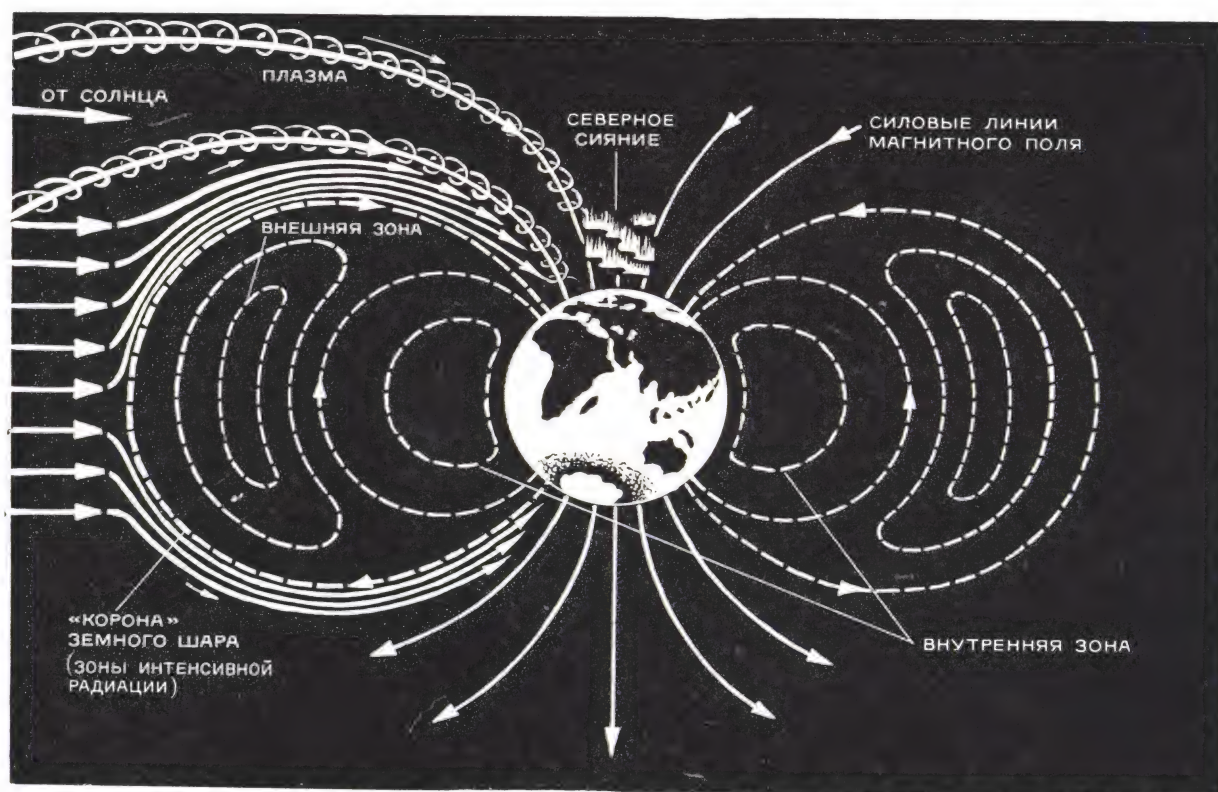 ПЛАЗМА
ОТ СОЛНЦА
СЕВЕРНОЕ
СИЯНИЕ
СИЛОВЫЕ ЛИНИИ
МАГНИТНОГО ПОЛЯ
ВНЕШНЯЯ ЗОНА
«КОРОНА»
ЗЕМНОГО ШАРА
(ЗОНЫ ИНТЕНСИВНОЙ
РАДИАЦИИ)
ВНУТРЕННЯЯ ЗОНА